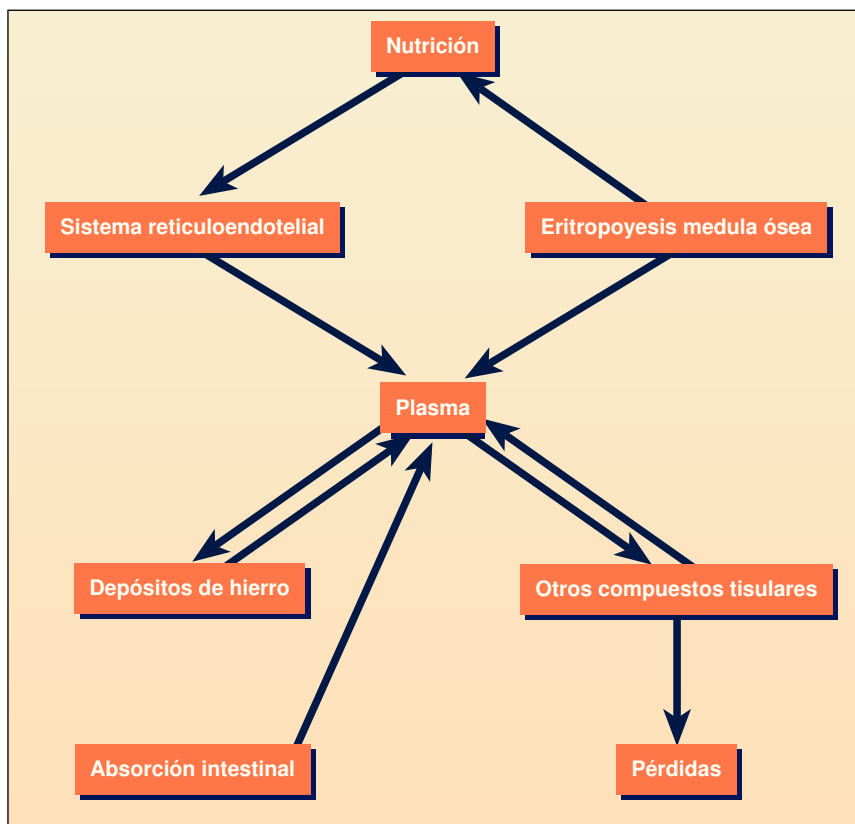 Nutrición
Sistema reticuloendotelial
Eritropoyesis medula ósea
Plasma
Depósitos de hierro
Otros compuestos tisulares
Absorción intestinal
Pérdidas